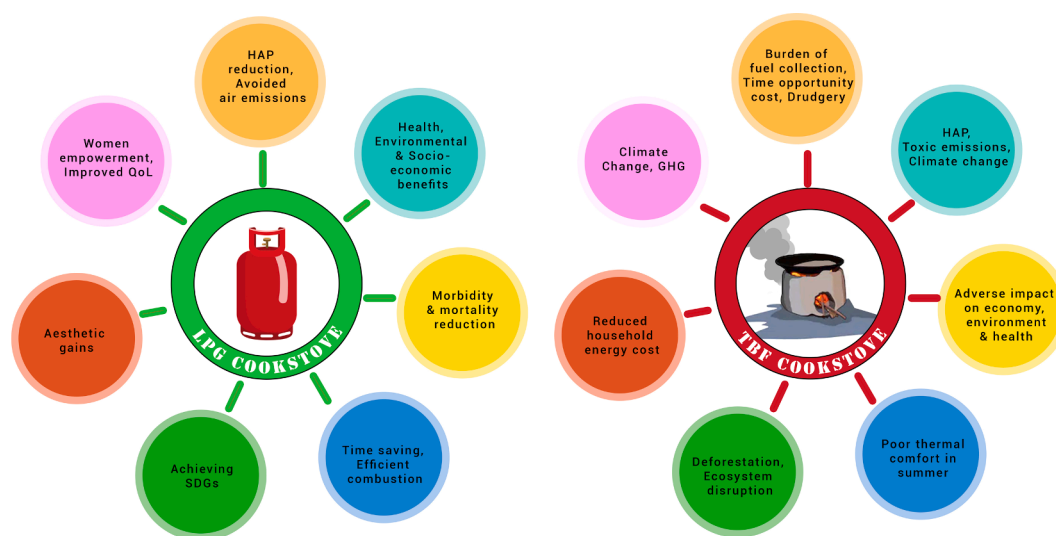 HAP
reduction,
Avoided
air emissions
Health,
Environmental
& Socio-
economic
benefits
Morbidity
& mortality
reduction
Time saving,
Efficient
combustion
Achieving
SDGs
Aesthetic
gains
Women
empowerment,
Improved QoL
LPG COOKSTOVE
Burden of
fuel collection,
Time opportunity
cost, Drudgery
HAP,
Toxic emissions,
Climate change
Adverse impact
on economy,
environment
& health
Poor thermal
comfort in
summer
Deforestation,
Ecosystem
disruption
Reduced
household
energy cost
Climate
Change, GHG
TBF COOKSTOVE